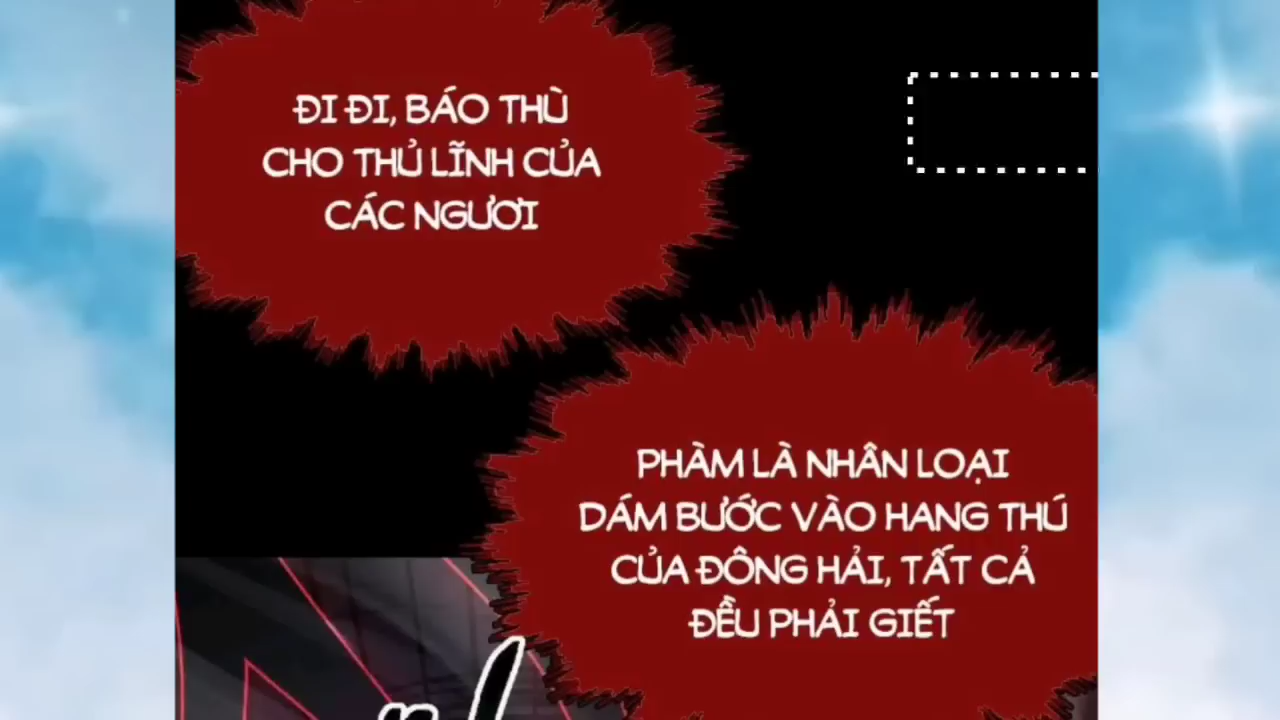 ĐI ĐI, BÁO THÙ
CHO THỦ LĨNH CỦA
CÁC NGƯƠI
PHÀM LÀ NHÂN LOẠI
DÁM BƯỚC VÀO HANG THÚ
CỦA ĐÔNG HẢI, TẤT CẢ
ĐỀU PHẢI GIẾT